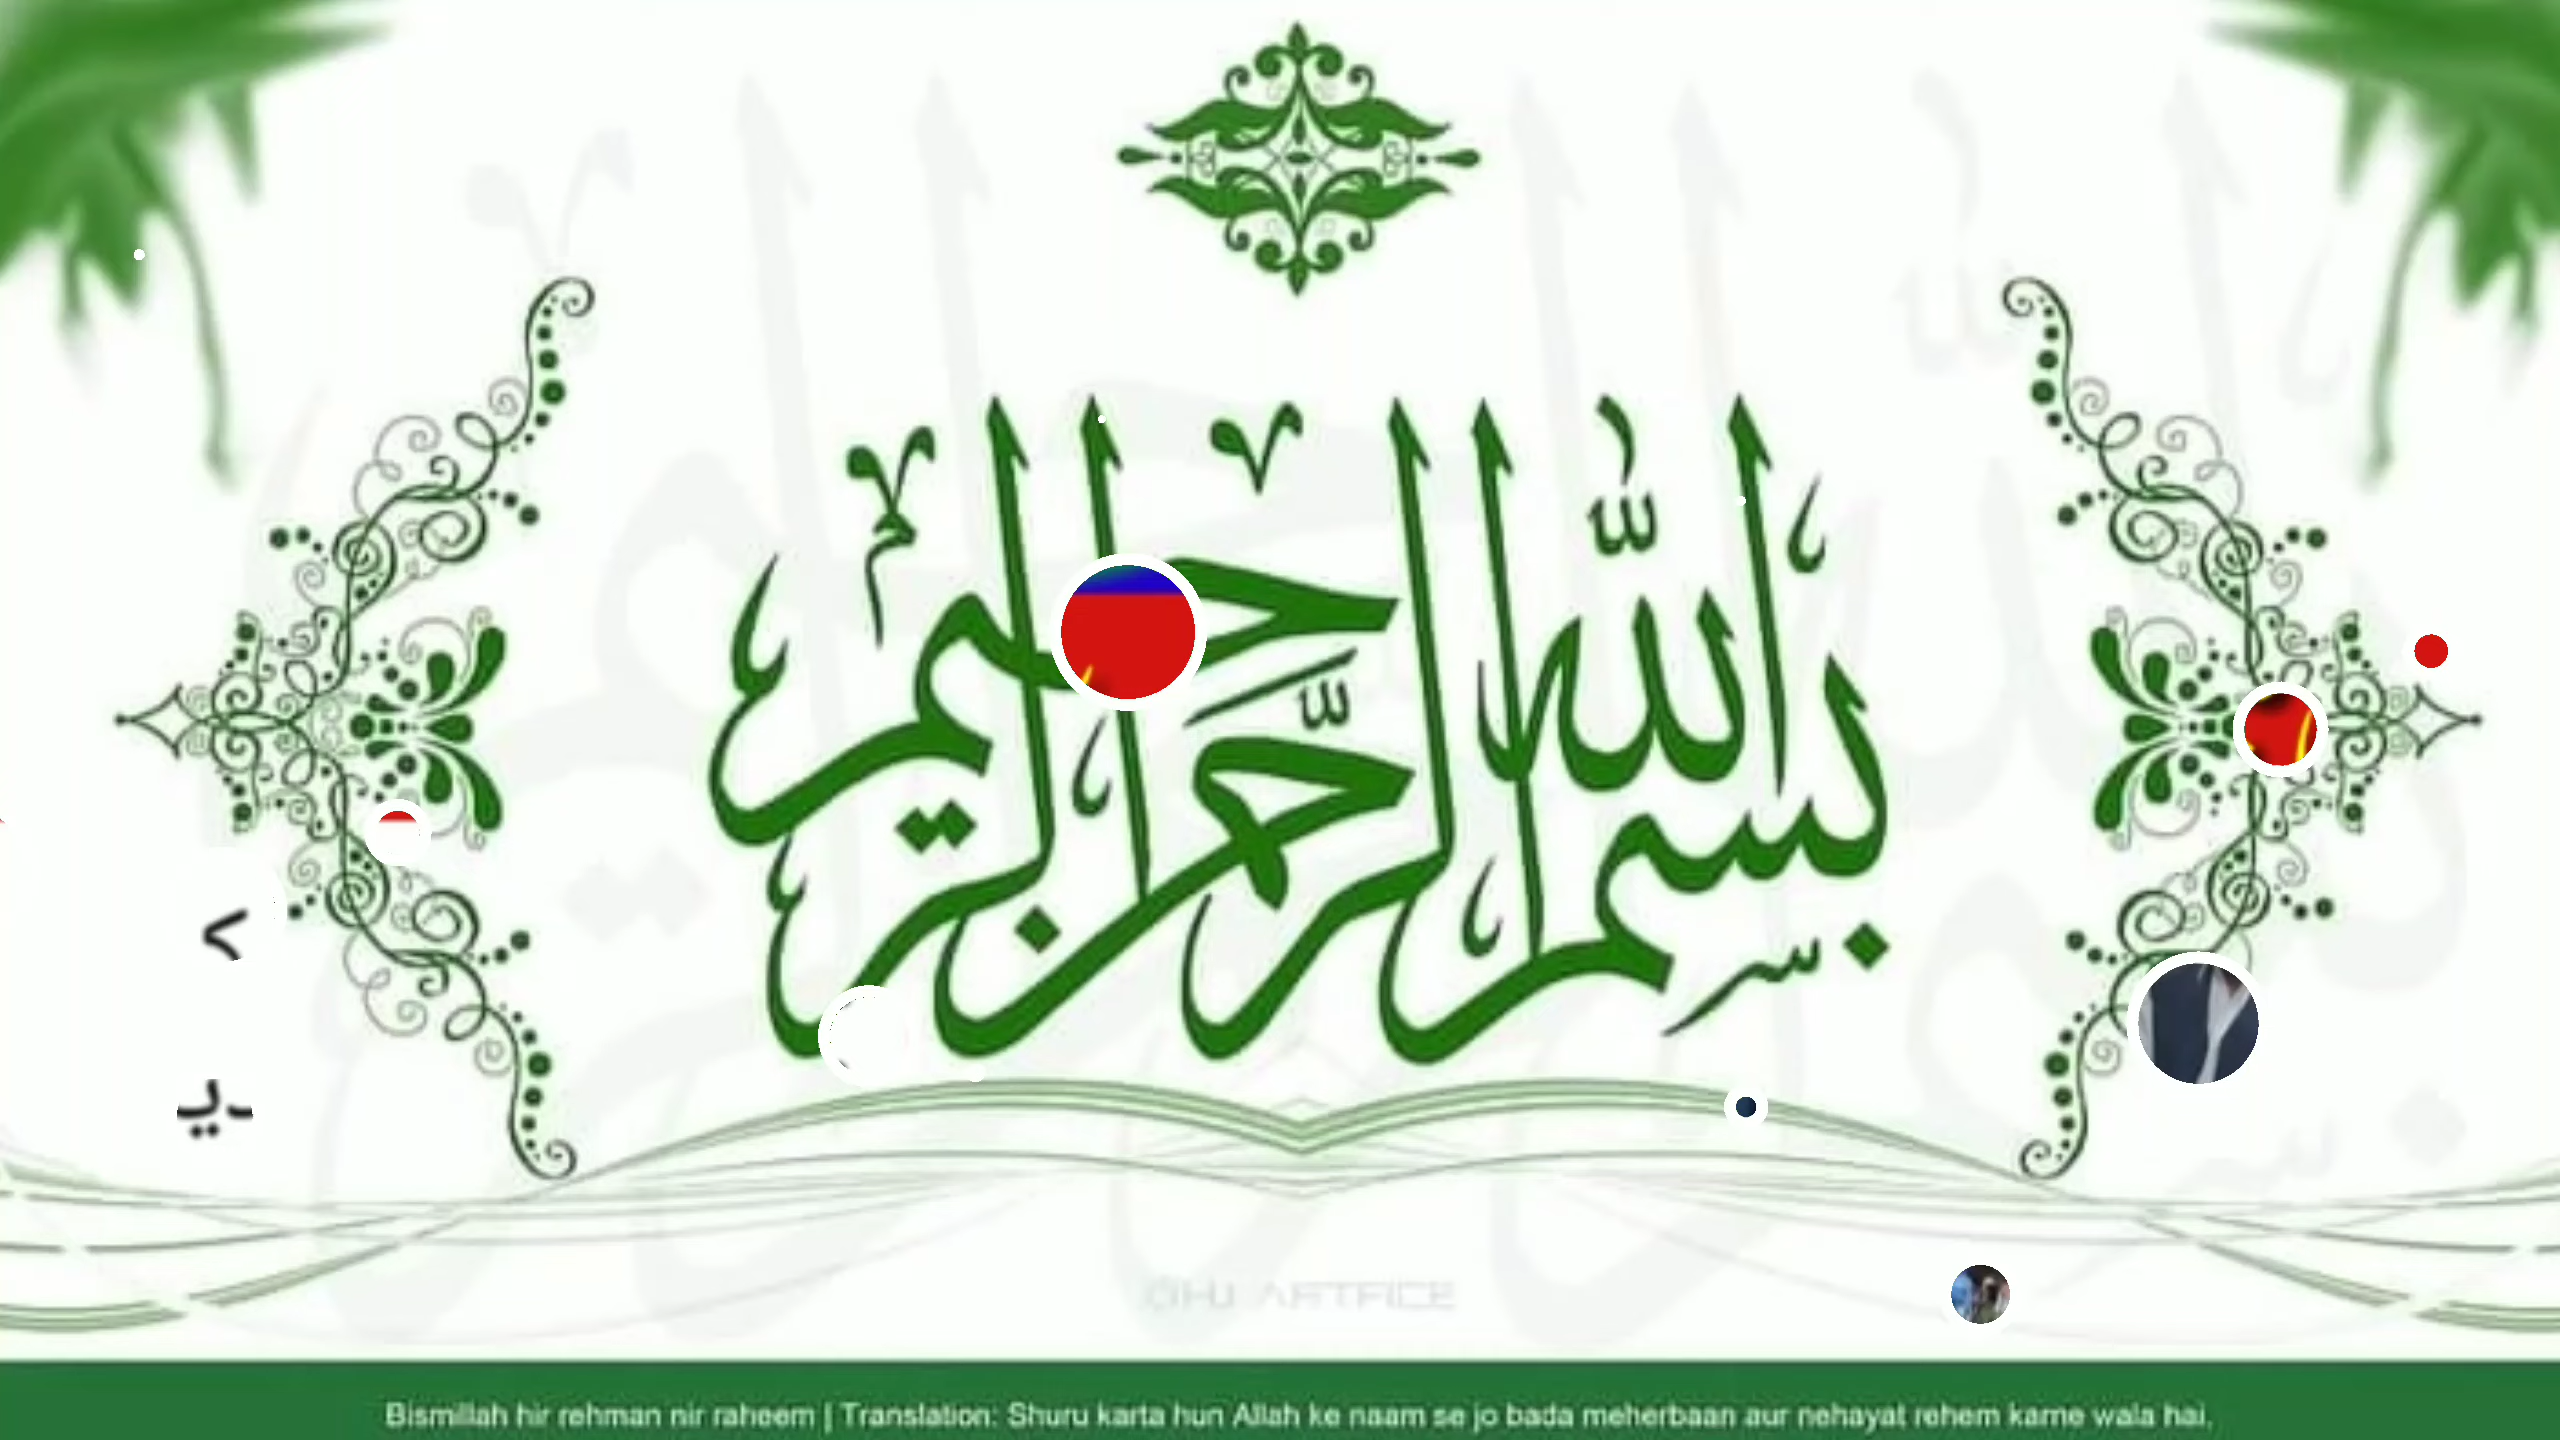 بسم الله الرحمن الرحيم
Bismillah hir rehman nir raheem | Translation: Shuru karta hun Allah ke naam se jo bada meherbaan aur nehayat rehem karne wala hai.